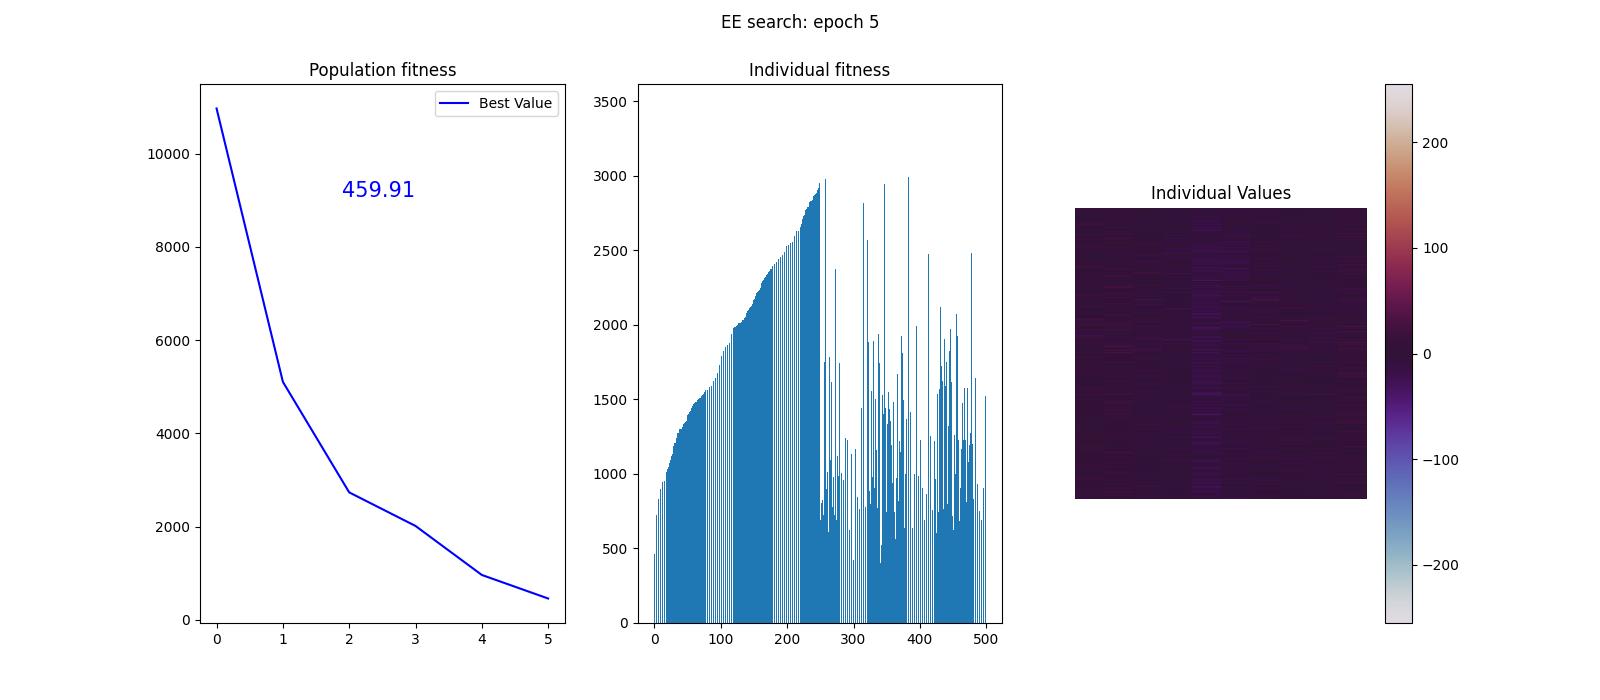 EE search: epoch 5
Population fitness
Best Value
459.91
10000
8000
6000
4000
2000
0
0 1 2 3 4 5
Individual fitness
3500
3000
2500
2000
1500
1000
500
0
0 100 200 300 400 500
Individual Values
200
100
0
−100
−200